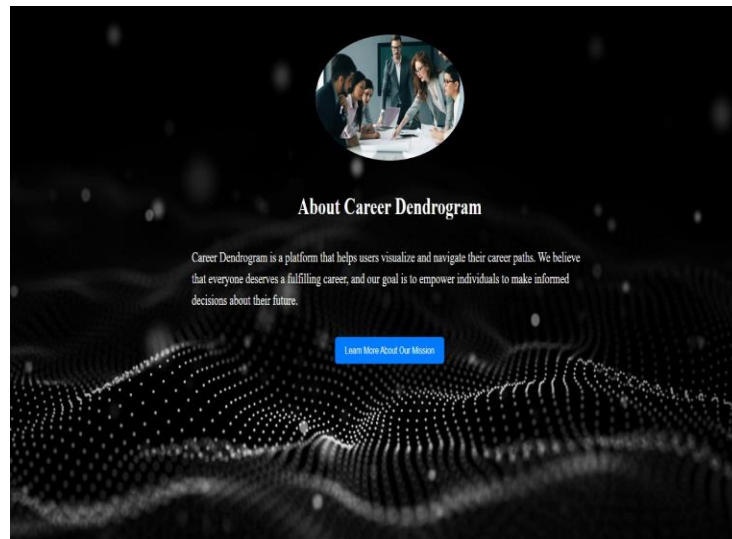 About Career Dendrogram
Career Dendrogram is a platform that helps users visualize and navigate their career paths. We believe
that everyone deserves a fulfilling career, and our goal is to empower individuals to make informed
decisions about their future.
Learn More About Our Mission